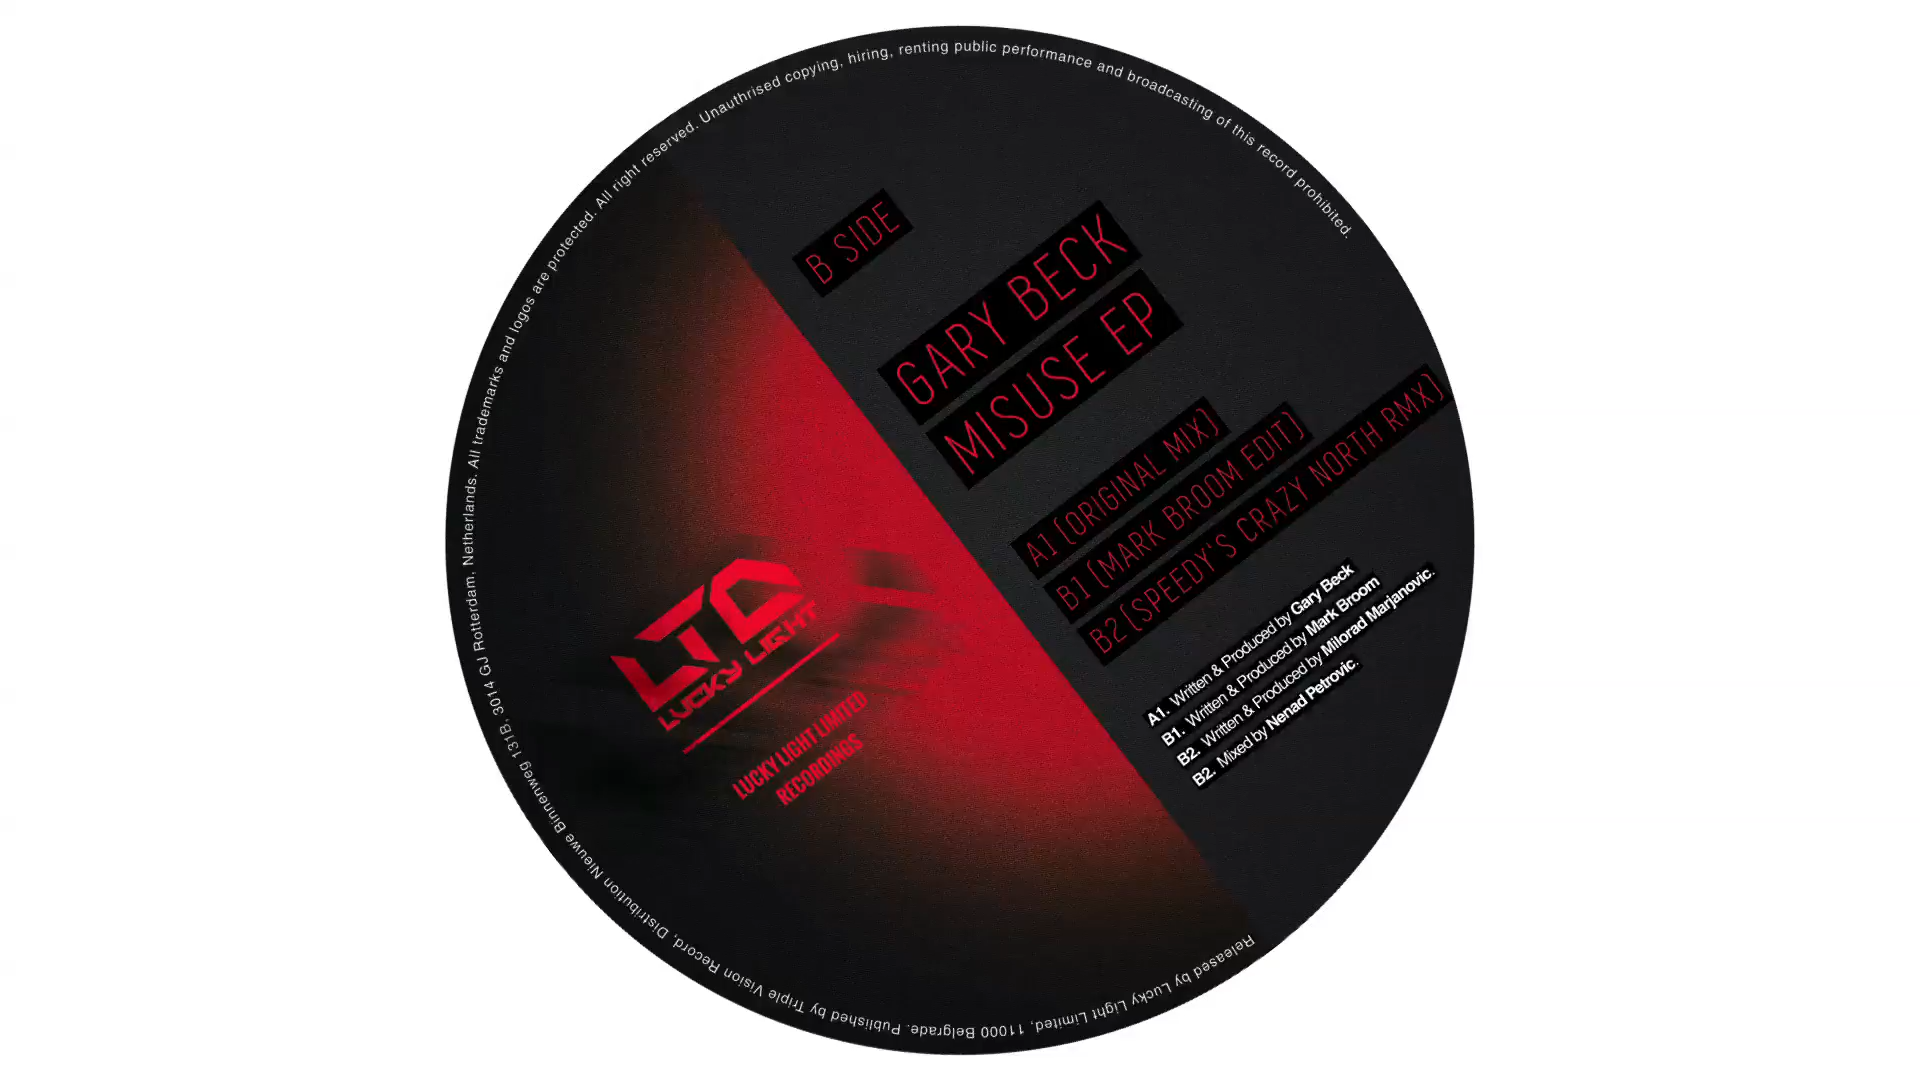 B SIDE
GARY BECK
MISUSE EP
A1 (ORIGINAL MIX)
B1 (MARK BROOM EDIT)
B2 (SPEEDY'S CRAZY NORTH RMX)
A1. Written & Produced by Gary Beck
B1. Written & Produced by Mark Broom
B2. Written & Produced by Milorad Marjanovic.
B2. Mixed by Nenad Petrovic.
LTD
LUCKY LIGHT
LUCKY LIGHT LIMITED
RECORDINGS
Released by Lucky Light Limited, 11000 Belgrade. Published by Triple Vision Record, Distribution Nieuwe Binnenweg 131B, 3014 GJ Rotterdam, Netherlands. All trademarks and logos are protected. All right reserved. Unauthrised copying, hiring, renting public performance and broadcasting of this record prohibited.